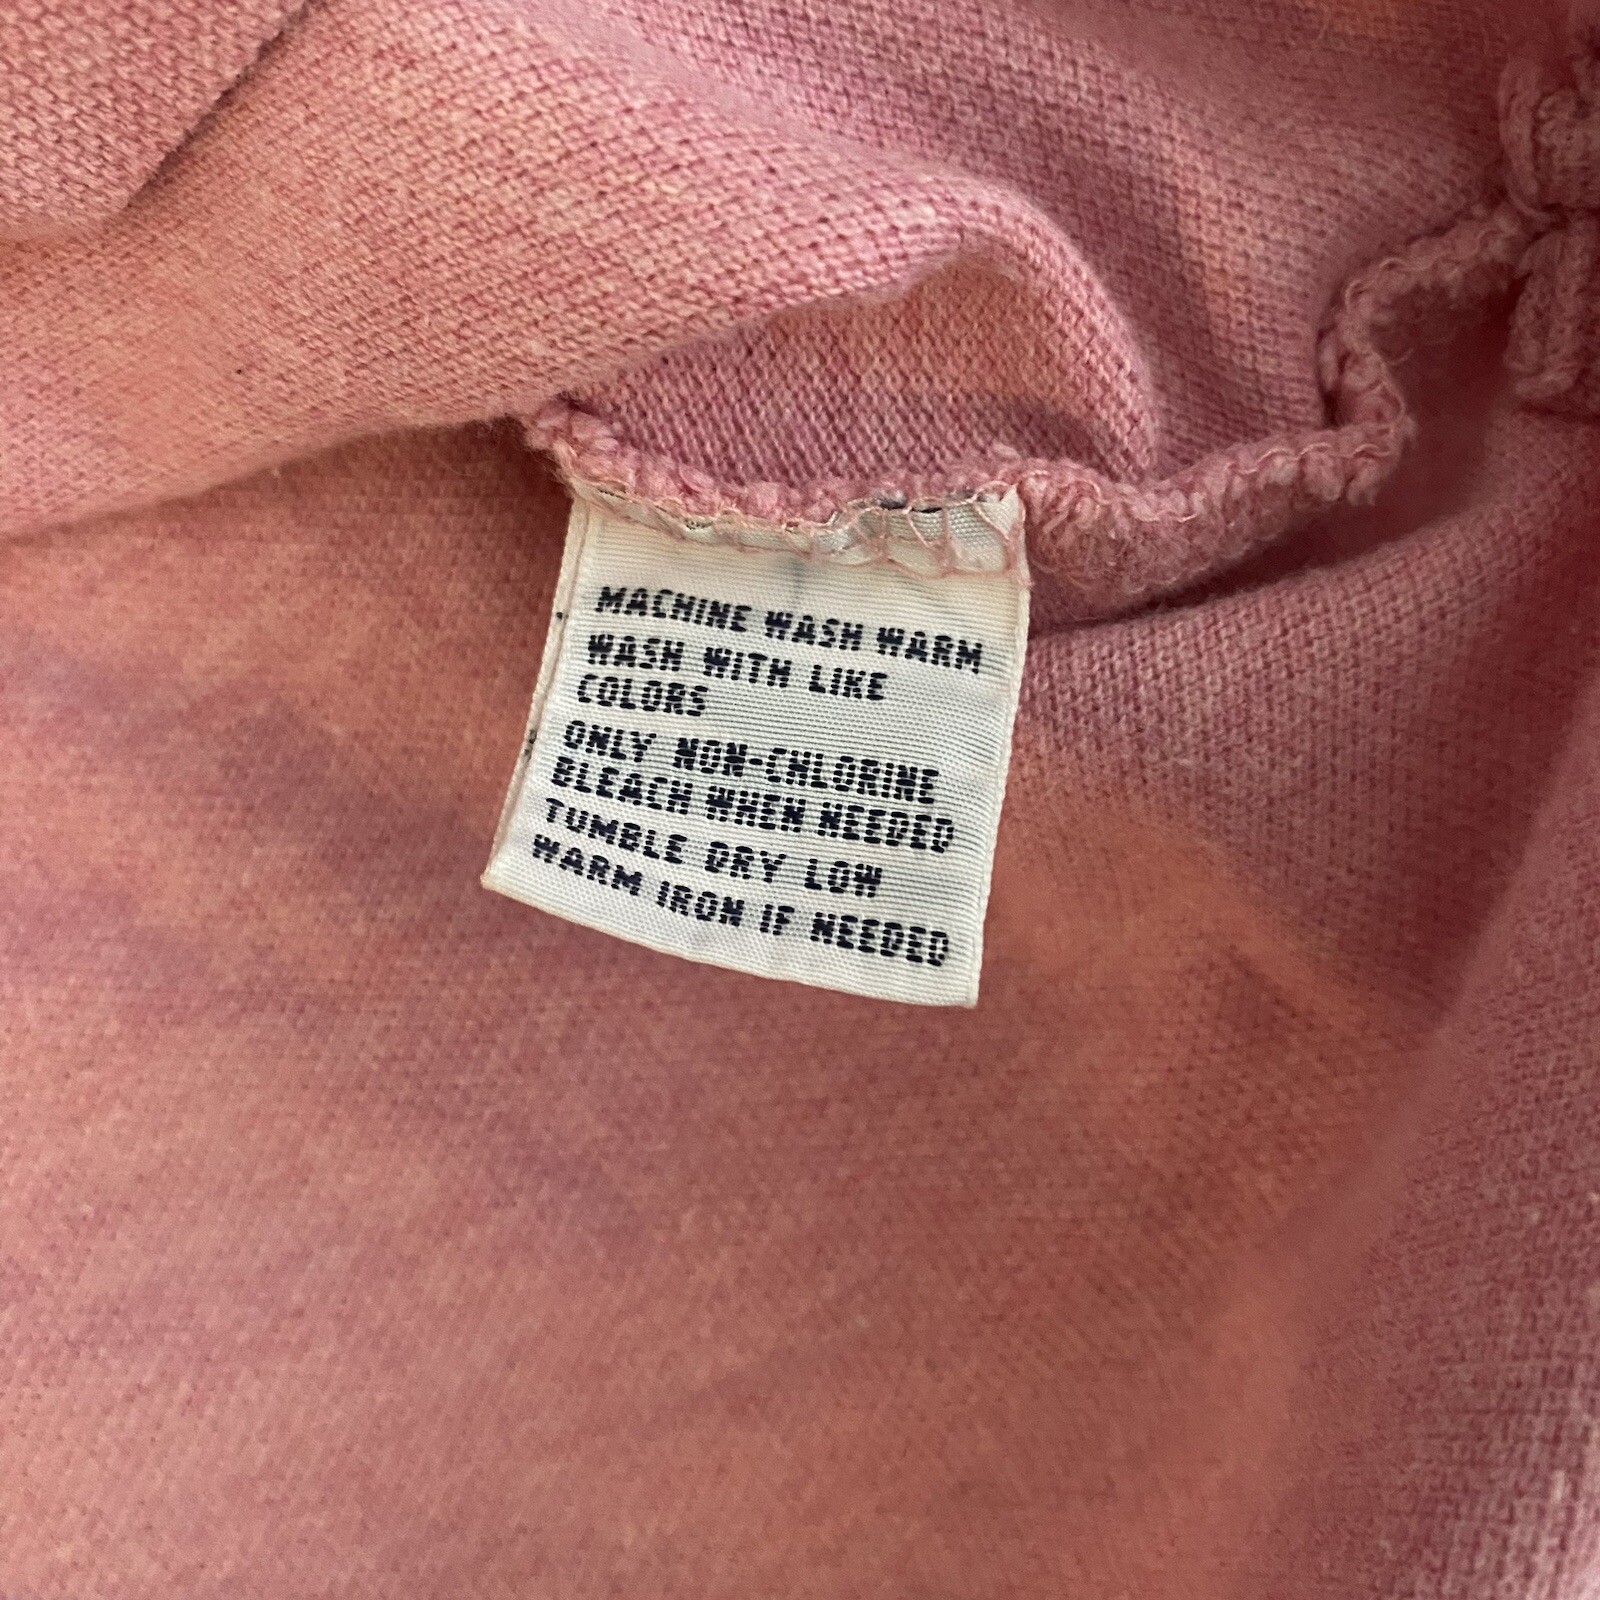 MACHINE WASH WARM
WASH WITH LIKE
COLORS
ONLY NON-CHLORINE
BLEACH WHEN NEEDED
TUMBLE DRY LOW
WARM IRON IF NEEDED